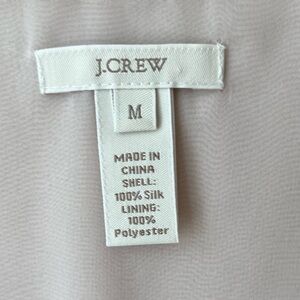 J.CREW
M
MADE IN
CHINA
SHELL:
100% Silk
LINING:
100%
Polyester